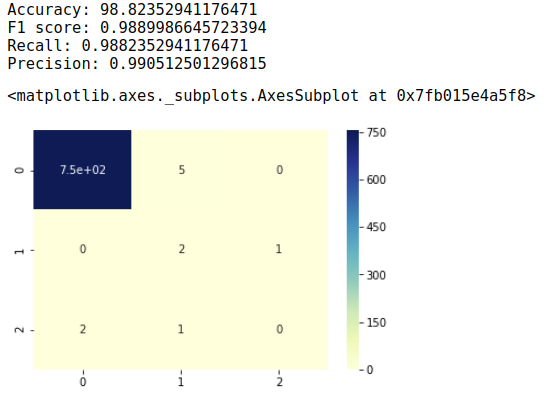 Accuracy: 98.82352941176471
F1 score: 0.9889986645723394
Recall: 0.9882352941176471
Precision: 0.990512501296815
<matplotlib.axes._subplots.AxesSubplot at 0x7fb015e4a5f8>
0 7.5e+02 5 0
1 0 2 1
2 2 1 0
0 1 2
750
600
450
300
150
0